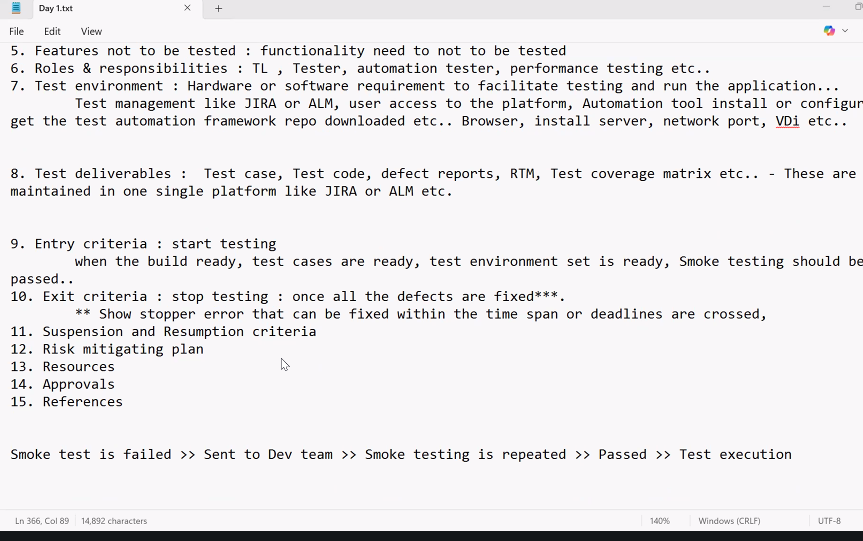 Day 1.txt
File Edit View
5. Features not to be tested : functionality need to not to be tested
6. Roles & responsibilities : TL , Tester, automation tester, performance testing etc..
7. Test environment : Hardware or software requirement to facilitate testing and run the application...
Test management like JIRA or ALM, user access to the platform, Automation tool install or configur
get the test automation framework repo downloaded etc.. Browser, install server, network port, VDi etc..
8. Test deliverables : Test case, Test code, defect reports, RTM, Test coverage matrix etc.. - These are
maintained in one single platform like JIRA or ALM etc.
9. Entry criteria : start testing
when the build ready, test cases are ready, test environment set is ready, Smoke testing should be
passed..
10. Exit criteria : stop testing : once all the defects are fixed***.
** Show stopper error that can be fixed within the time span or deadlines are crossed,
11. Suspension and Resumption criteria
12. Risk mitigating plan
13. Resources
14. Approvals
15. References
Smoke test is failed >> Sent to Dev team >> Smoke testing is repeated >> Passed >> Test execution
Ln 366, Col 89 14,892 characters 140% Windows (CRLF) UTF-8